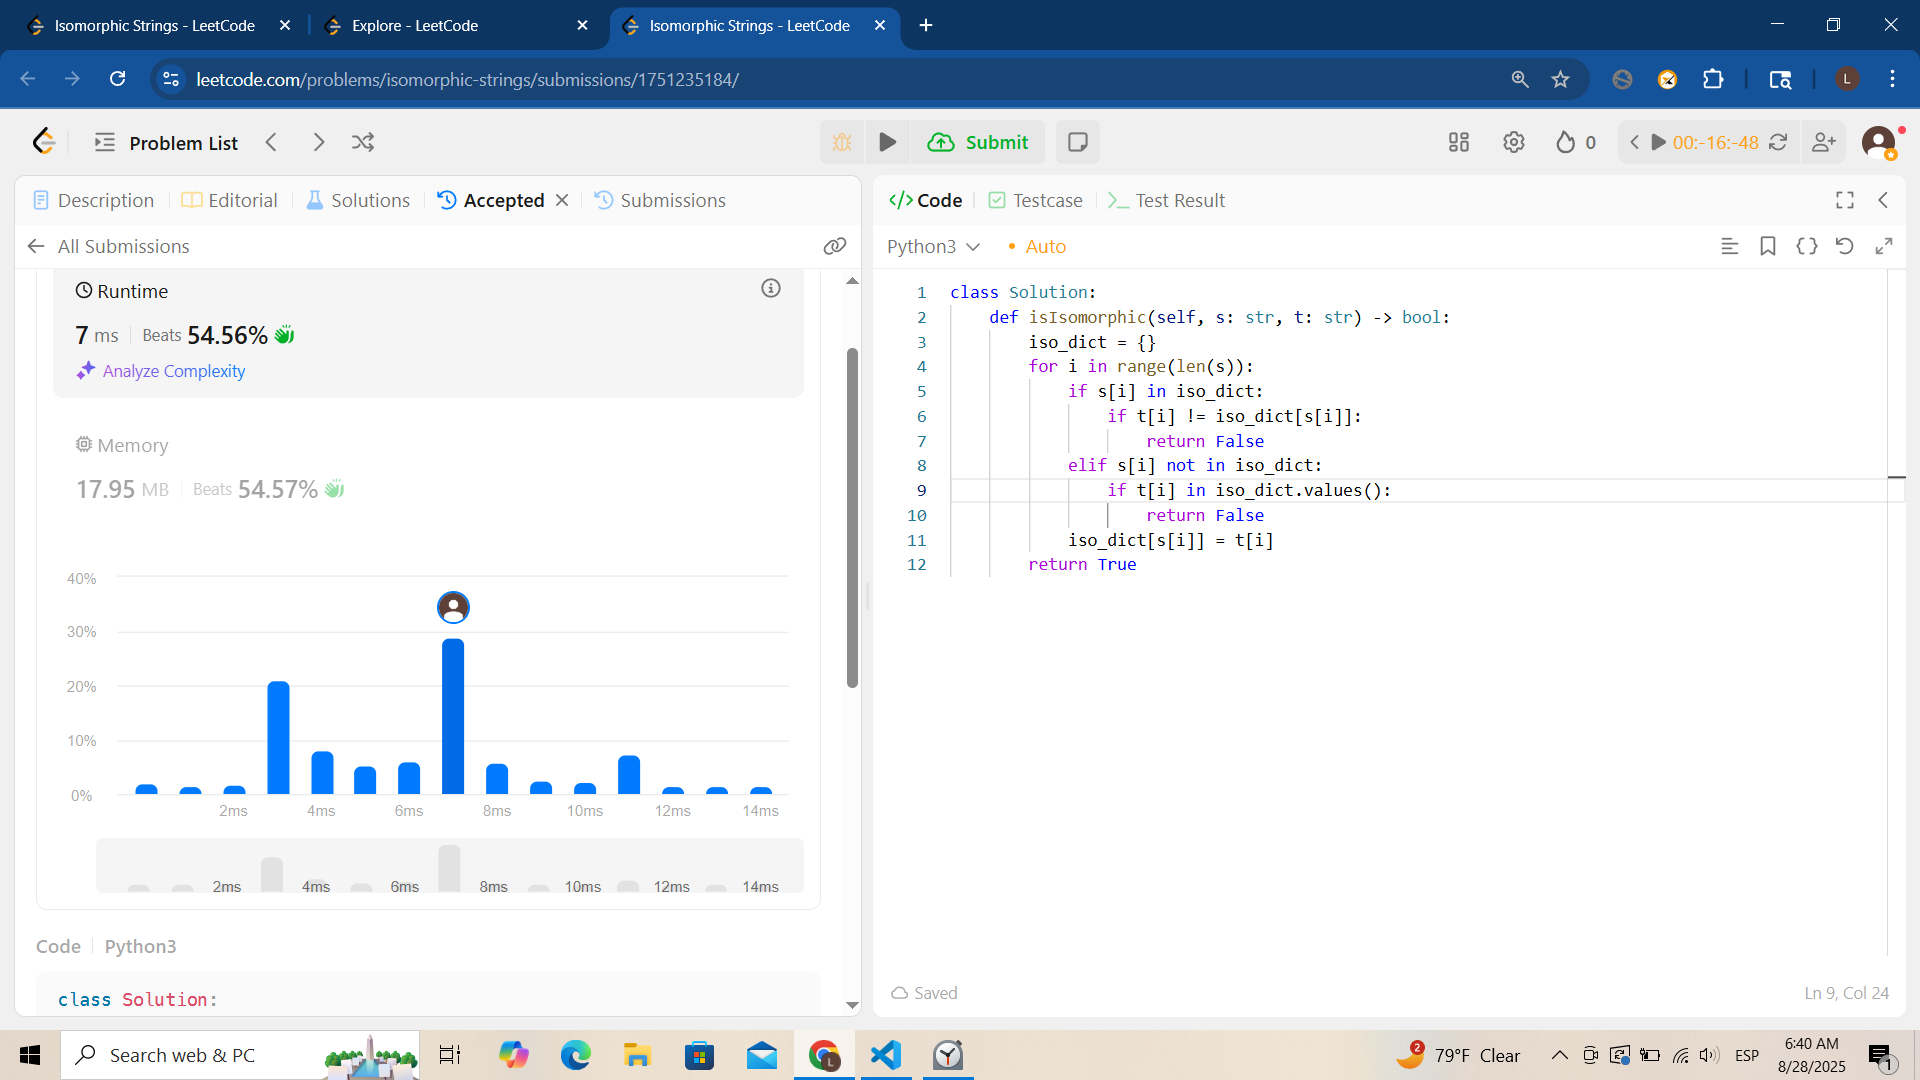 Isomorphic Strings - LeetCode
Explore - LeetCode
Isomorphic Strings - LeetCode
leetcode.com/problems/isomorphic-strings/submissions/1751235184/
L
Problem List
Submit
0
00:-16:-48
Description
Editorial
Solutions
Accepted
Submissions
All Submissions
Runtime
7 ms
Beats 54.56%
Analyze Complexity
Memory
17.95 MB
Beats 54.57%
40%
30%
20%
10%
0%
2ms 4ms 6ms 8ms 10ms 12ms 14ms
2ms 4ms 6ms 8ms 10ms 12ms 14ms
Code
Python3
class Solution:
Code
Testcase
Test Result
Python3
Auto
1 class Solution:
2 def isIsomorphic(self, s: str, t: str) -> bool:
3 iso_dict = {}
4 for i in range(len(s)):
5 if s[i] in iso_dict:
6 if t[i] != iso_dict[s[i]]:
7 return False
8 elif s[i] not in iso_dict:
9 if t[i] in iso_dict.values():
10 return False
11 iso_dict[s[i]] = t[i]
12 return True
Saved
Ln 9, Col 24
Search web & PC
L
2
79°F Clear
ESP
6:40 AM
8/28/2025
1